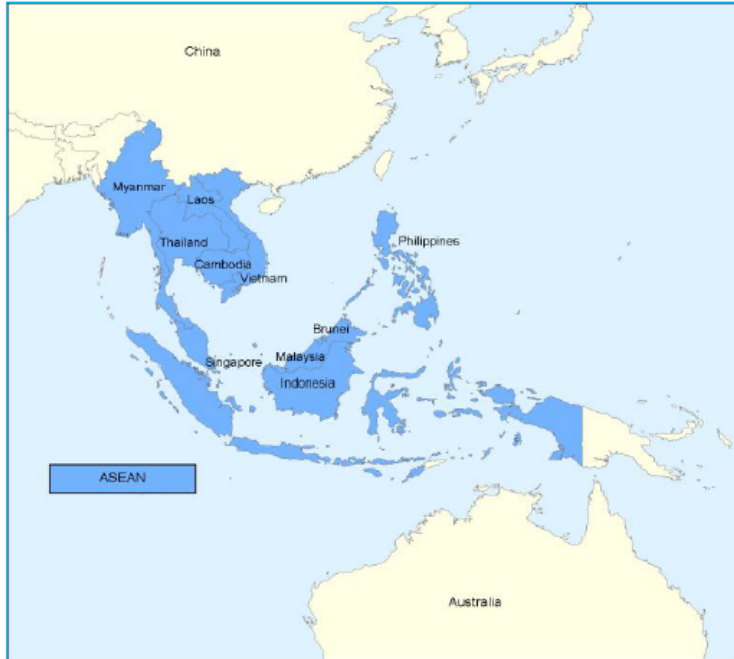 China
Myanmar
Laos
Thailand
Philippines
Cambodia
Vietnam
Brunei
Malaysia
Singapore
Indonesia
ASEAN
Australia